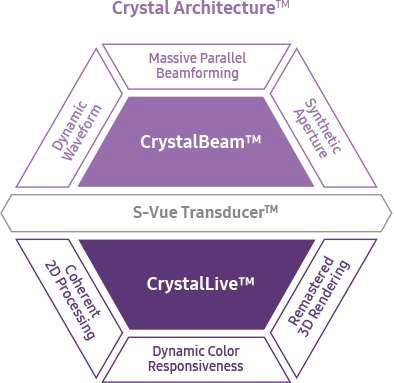 Crystal Architecture™
Massive Parallel
Beamforming
Dynamic
Waveform
Synthetic
Aperture
CrystalBeam™
S-Vue Transducer™
CrystalLive™
Coherent
2D Processing
Remastered
3D Rendering
Dynamic Color
Responsiveness